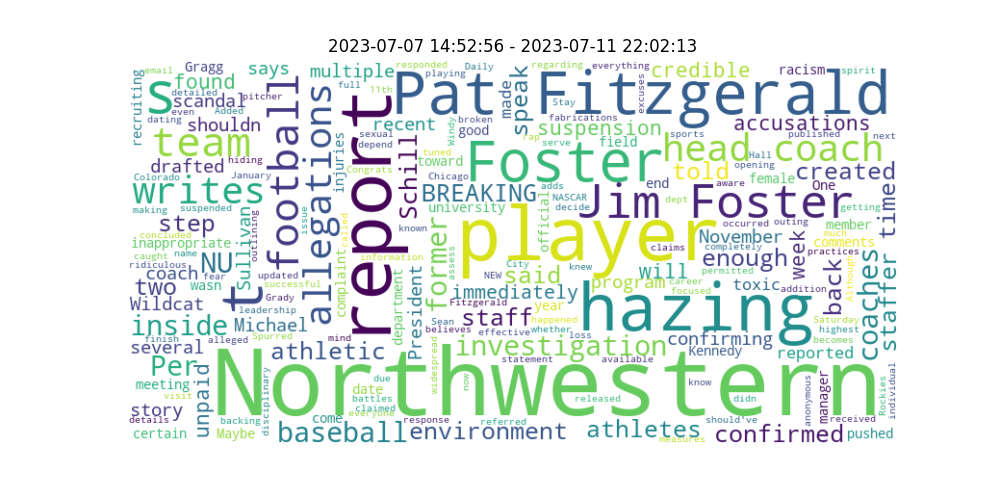 2023-07-07 14:52:56 - 2023-07-11 22:02:13
email
Gragg
says
multiple
responded
Daily
regarding
everything
credible
racism
spirit
recruiting
s
detailed
found
pitcher
full
playing
11th
Pat Fitzgerald
speak
made
excuses
even
Added
scandal
football
allegations
report
broken
Stay
fabrications
accusations
published
next
dating
shouldn
recent
good
suspension
sports
team
sexual
depend
Windy
rap
serve
field
head coach
Hall
hiding
injuries
Congrats
tuned
Foster
opening
drafted
Schill
toward
Chicago
told
female
created
Colorado
January
BREAKING
adds
NASCAR
end
aware
One
writes
making
suspended
issue
university
decide
Jim Foster
dept
getting
step
Sullivan
outlining
called
known
former
official
player
occurred
outing
member
time
concluded
inappropriate
November
much
comments
caught
name
NU
complaint
information
assess
claims
completely
week
practices
ridiculous
wasn
fear
updated
successful
department
President
NEW
City
knew
said
will
enough
toxic
back
Although
coaches
staffer
coach
two
t
immediately
program
career
focused
permitted
addition
hazing
leadership
Grady
Fitzgerald
year
Wildcat
inside
Michael
Spurred
mind
staff
Sean
happened
Saturday
highest
finish
alleged
believes
effective
whether
loss
confirming
becomes
several
athletic
investigation
Kennedy
reported
Per
statement
available
meeting
unpaid
Northwestern
widespread
now
know
anonymous
manager
Rockies
individual
visit
date
due
battles
released
didn
story
disciplinary
claimed
everyone
details
backing
come
response
referred
should've
received
certain
Maybe
baseball
environment
athletes
measures
confirmed
pushed